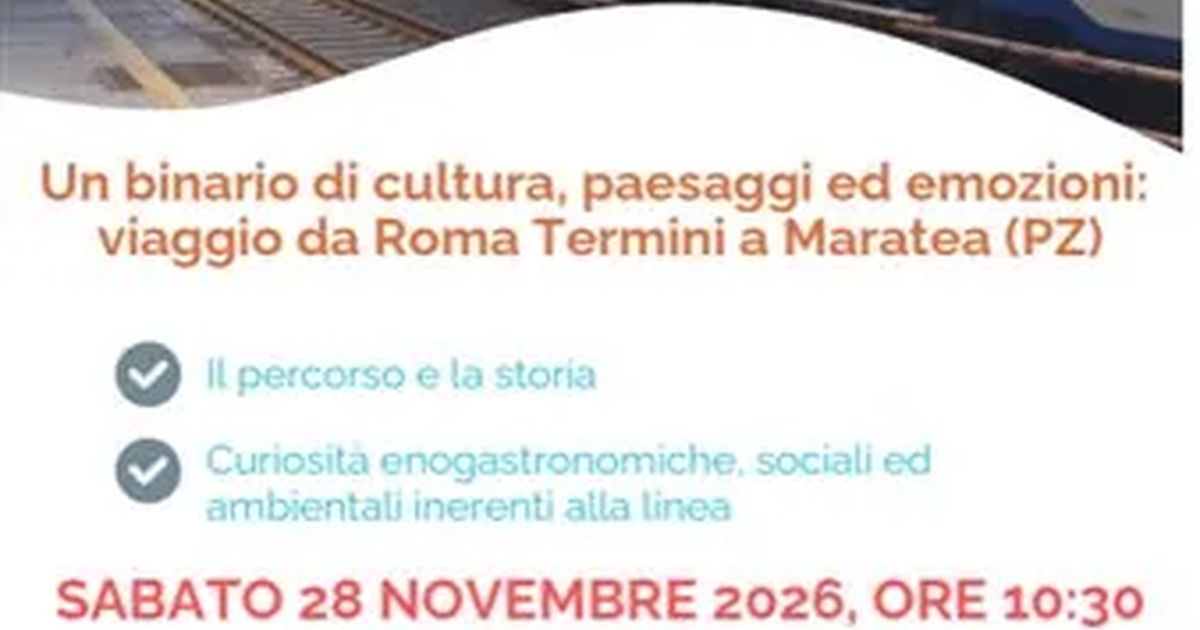 Un binario di cultura, paesaggi ed emozioni:
viaggio da Roma Termini a Maratea (PZ)
Il percorso e la storia
Curiosità enogastronomiche, sociali ed
ambientali inerenti alla linea
SABATO 28 NOVEMBRE 2026, ORE 10:30